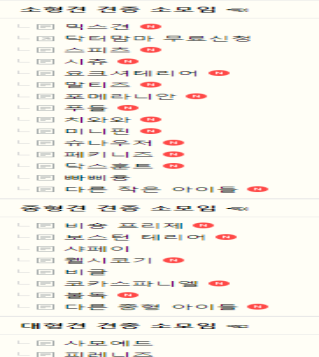 소형견 견종 소모임
믹스견 N
닥터맘마 무료신청
스피츠 N
시츄 N
요크셔테리어 N
말티즈 N
포메라니안 N
푸들 N
치와와 N
미니핀 N
슈나우저 N
페키니즈 N
닥스훈트 N
빠삐용
다른 작은 아이들 N
중형견 견종 소모임
비숑 프리제 N
보스턴 테리어 N
샤페이
웰시코기 N
비글
코카스파니엘 N
불독 N
다른 중형 아이들 N
대형견 견종 소모임
사모예드
피레니즈